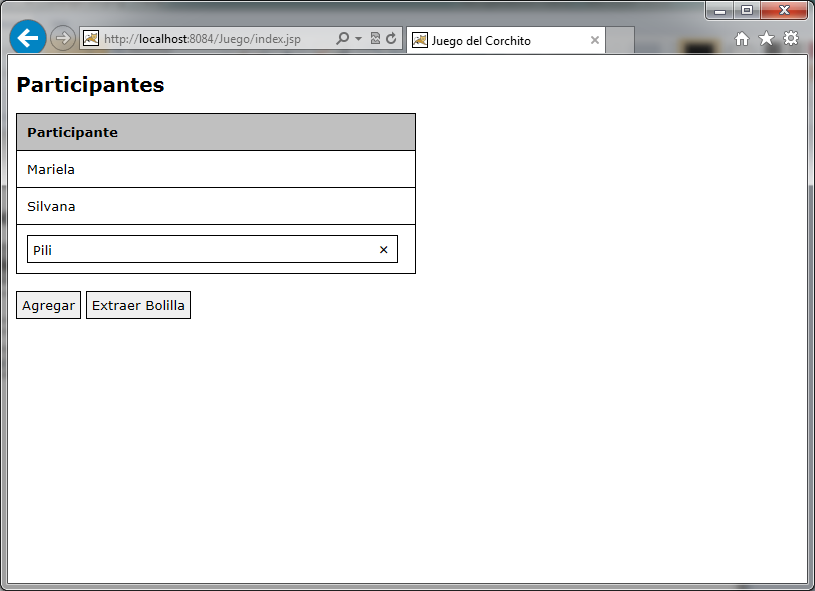 http://localhost:8084/Juego/index.jsp
Juego del Corchito
Participantes
Participante
Mariela
Silvana
Pili
Agregar Extraer Bolilla